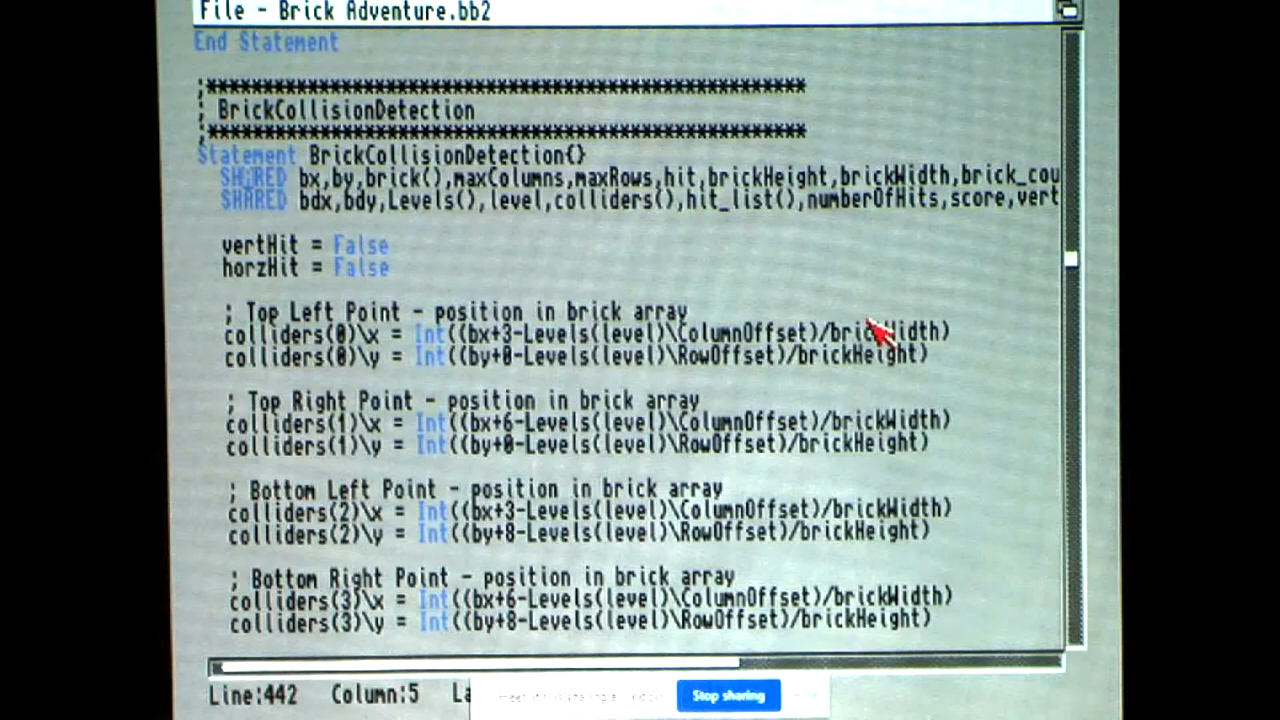 File - Brick Adventure.bb2
End Statement
;*****************************************************
; BrickCollisionDetection
;*****************************************************
Statement BrickCollisionDetection{}
SHARED bx,by,brick(),maxColumns,maxRows,hit,brickHeight,brickWidth,brick_cou
SHARED bdx,bdy,Levels(),level,colliders(),hit_list(),numberOfHits,score,vert
vertHit = False
horzHit = False
; Top Left Point - position in brick array
colliders(0)\x = Int((bx+3-Levels(level)\ColumnOffset)/brickWidth)
colliders(0)\y = Int((by+0-Levels(level)\RowOffset)/brickHeight)
; Top Right Point - position in brick array
colliders(1)\x = Int((bx+6-Levels(level)\ColumnOffset)/brickWidth)
colliders(1)\y = Int((by+0-Levels(level)\RowOffset)/brickHeight)
; Bottom Left Point - position in brick array
colliders(2)\x = Int((bx+3-Levels(level)\ColumnOffset)/brickWidth)
colliders(2)\y = Int((by+8-Levels(level)\RowOffset)/brickHeight)
; Bottom Right Point - position in brick array
colliders(3)\x = Int((bx+6-Levels(level)\ColumnOffset)/brickWidth)
colliders(3)\y = Int((by+8-Levels(level)\RowOffset)/brickHeight)
Line:442 Column:5 La
Stop sharing